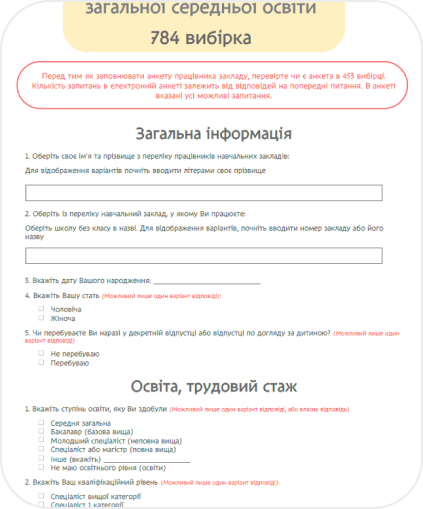 загальної середньої освіти
784 вибірка
Перед тим як заповнювати анкету працівника закладу, перевірте чи є анкета в 453 вибірці.
Кількість запитань в електронній анкеті залежить від відповідей на попередні питання. В анкеті
вказані усі можливі запитання.
Загальна інформація
1. Оберіть своє ім'я та прізвище з переліку працівників навчальних закладів:
Для відображення варіантів почніть вводити літерами своє прізвище
2. Оберіть із переліку навчальний заклад, у якому Ви працюєте:
Оберіть школу без класу в назві. Для відображення варіантів, почніть вводити номер закладу або його
назву
3. Вкажіть дату Вашого народження: ____________________
4. Вкажіть Вашу стать (Можливий лише один варіант відповіді):
Чоловіча
Жіноча
5. Чи перебуваєте Ви наразі у декретній відпустці або відпустці по догляду за дитиною? (Можливий лише один
варіант відповіді)
Не перебуваю
Перебуваю
Освіта, трудовий стаж
1. Вкажіть ступінь освіти, яку Ви здобули (Можливий лише один варіант відповіді, або власна відповідь)
Середня загальна
Бакалавр (базова вища)
Молодший спеціаліст (неповна вища)
Спеціаліст або магістр (повна вища)
Інше (вкажіть) ____________________
Не маю освітнього рівня (освіти)
2. Вкажіть Ваш кваліфікаційний рівень (Можливий лише один варіант відповіді):
Спеціаліст вищої категорії
Спеціаліст 1 категорії